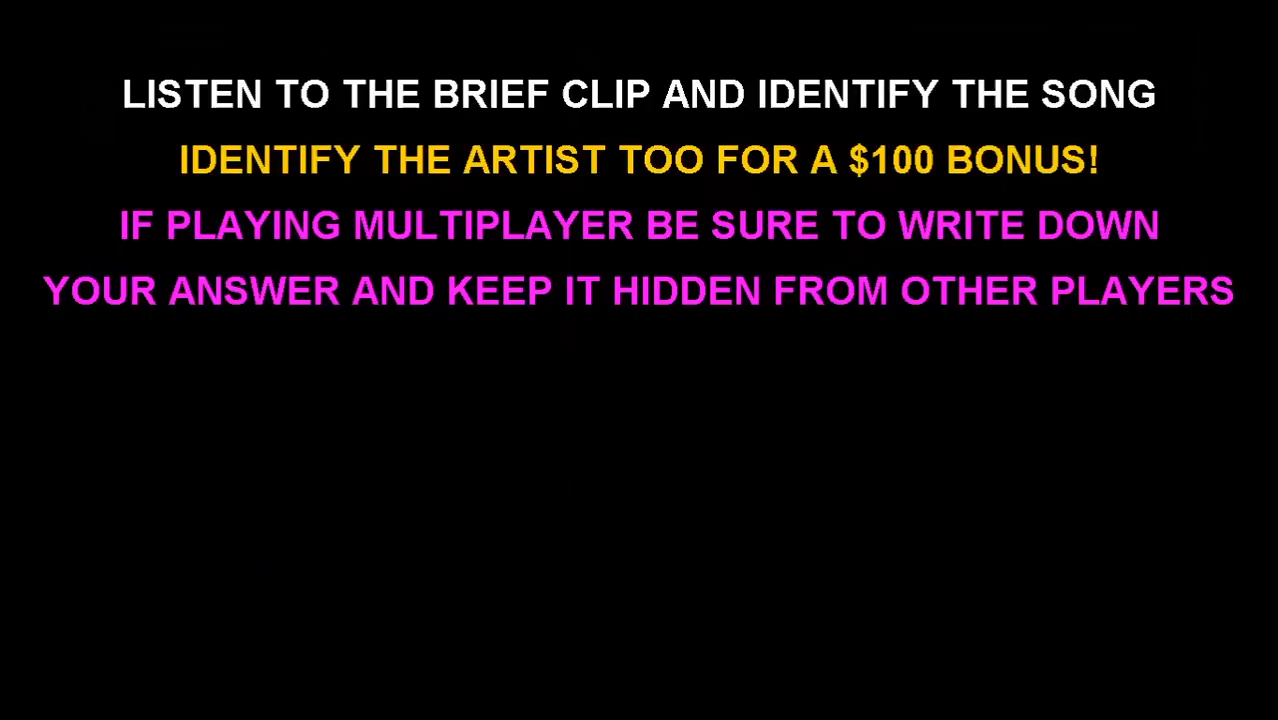 LISTEN TO THE BRIEF CLIP AND IDENTIFY THE SONG
IDENTIFY THE ARTIST TOO FOR A $100 BONUS!
IF PLAYING MULTIPLAYER BE SURE TO WRITE DOWN
YOUR ANSWER AND KEEP IT HIDDEN FROM OTHER PLAYERS